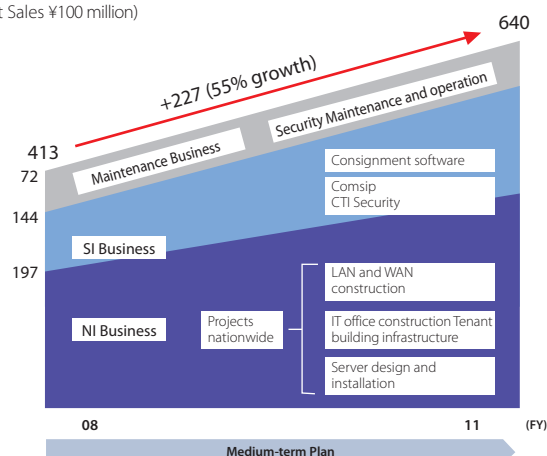 t Sales ¥100 million)
640
+227 (55% growth)
413
72
144
197
Maintenance Business
Security Maintenance and operation
Consignment software
Comsip
CTI Security
SI Business
LAN and WAN
construction
NI Business
Projects
nationwide
IT office construction Tenant
building infrastructure
Server design and
installation
08
11
(FY)
Medium-term Plan